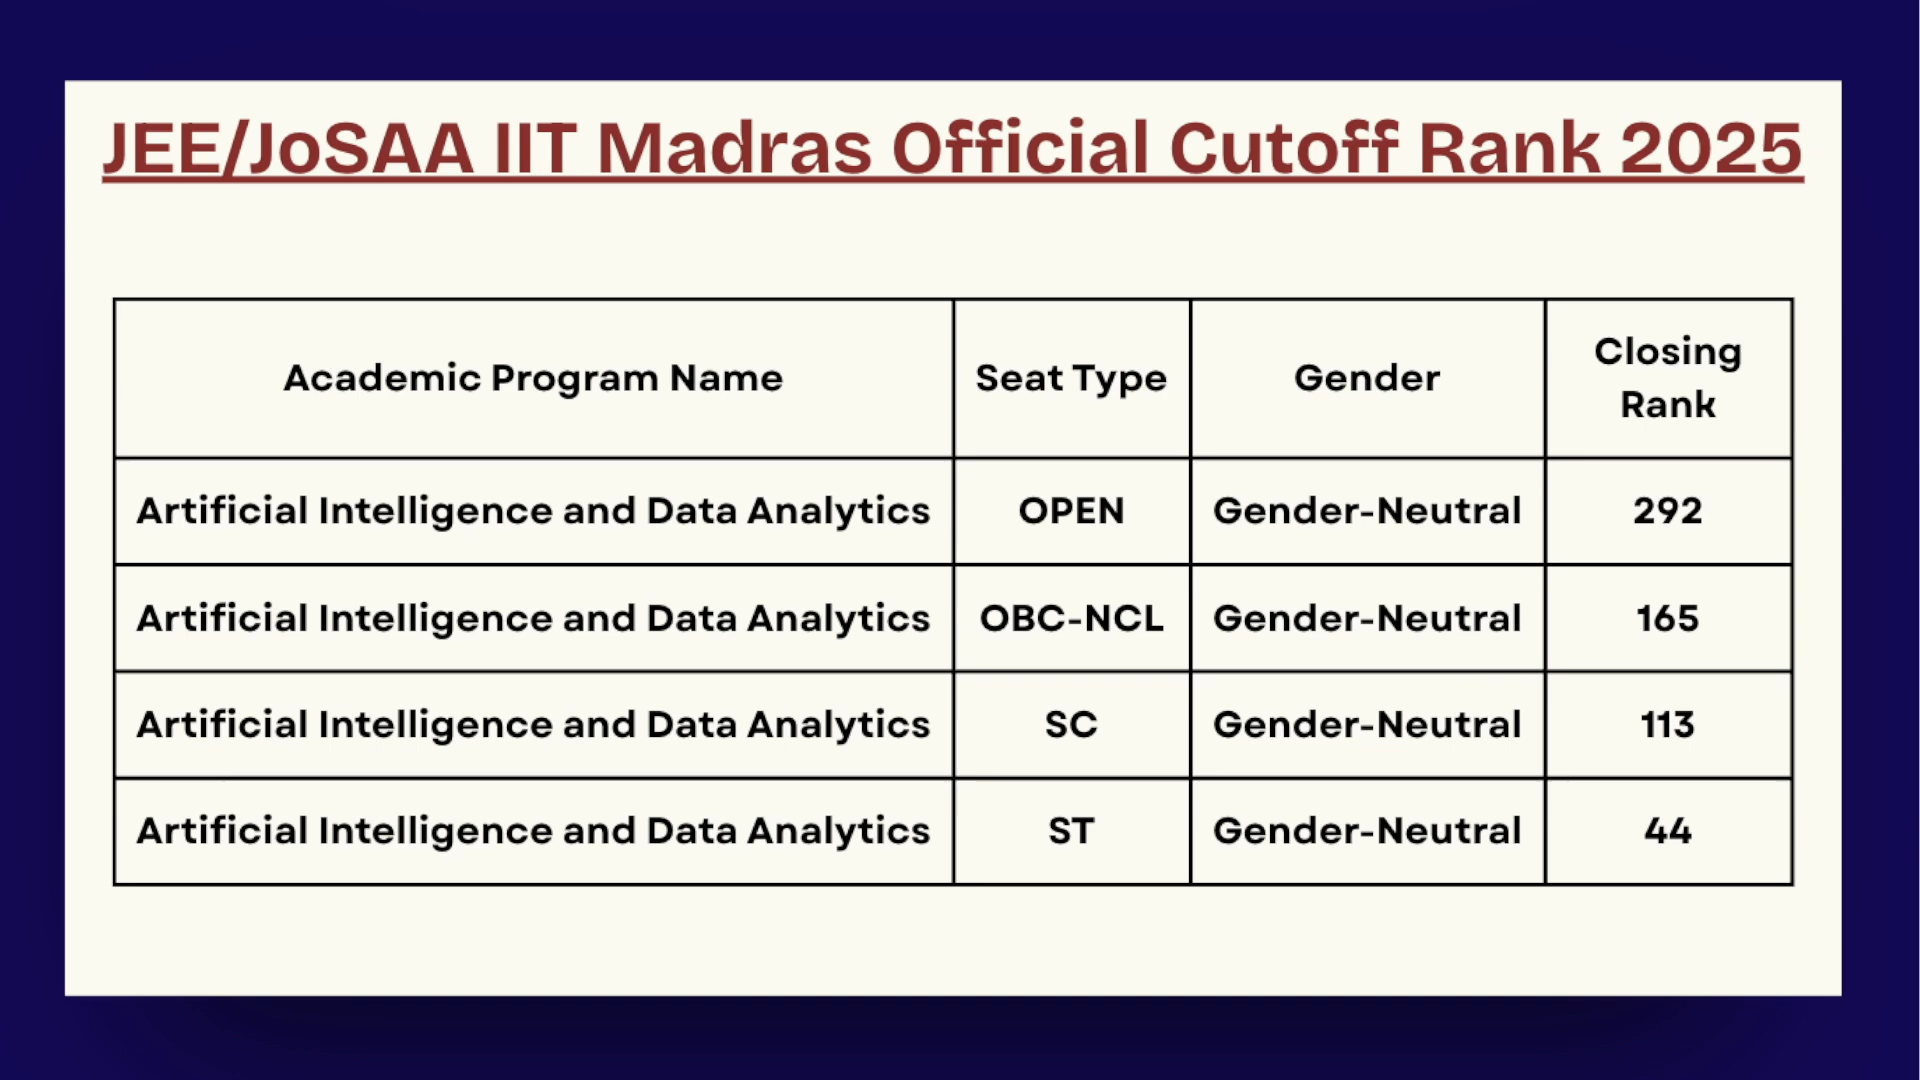 JEE/JoSAA IIT Madras Official Cutoff Rank 2025
Academic Program Name Seat Type Gender Closing Rank
Artificial Intelligence and Data Analytics OPEN Gender-Neutral 292
Artificial Intelligence and Data Analytics OBC-NCL Gender-Neutral 165
Artificial Intelligence and Data Analytics SC Gender-Neutral 113
Artificial Intelligence and Data Analytics ST Gender-Neutral 44